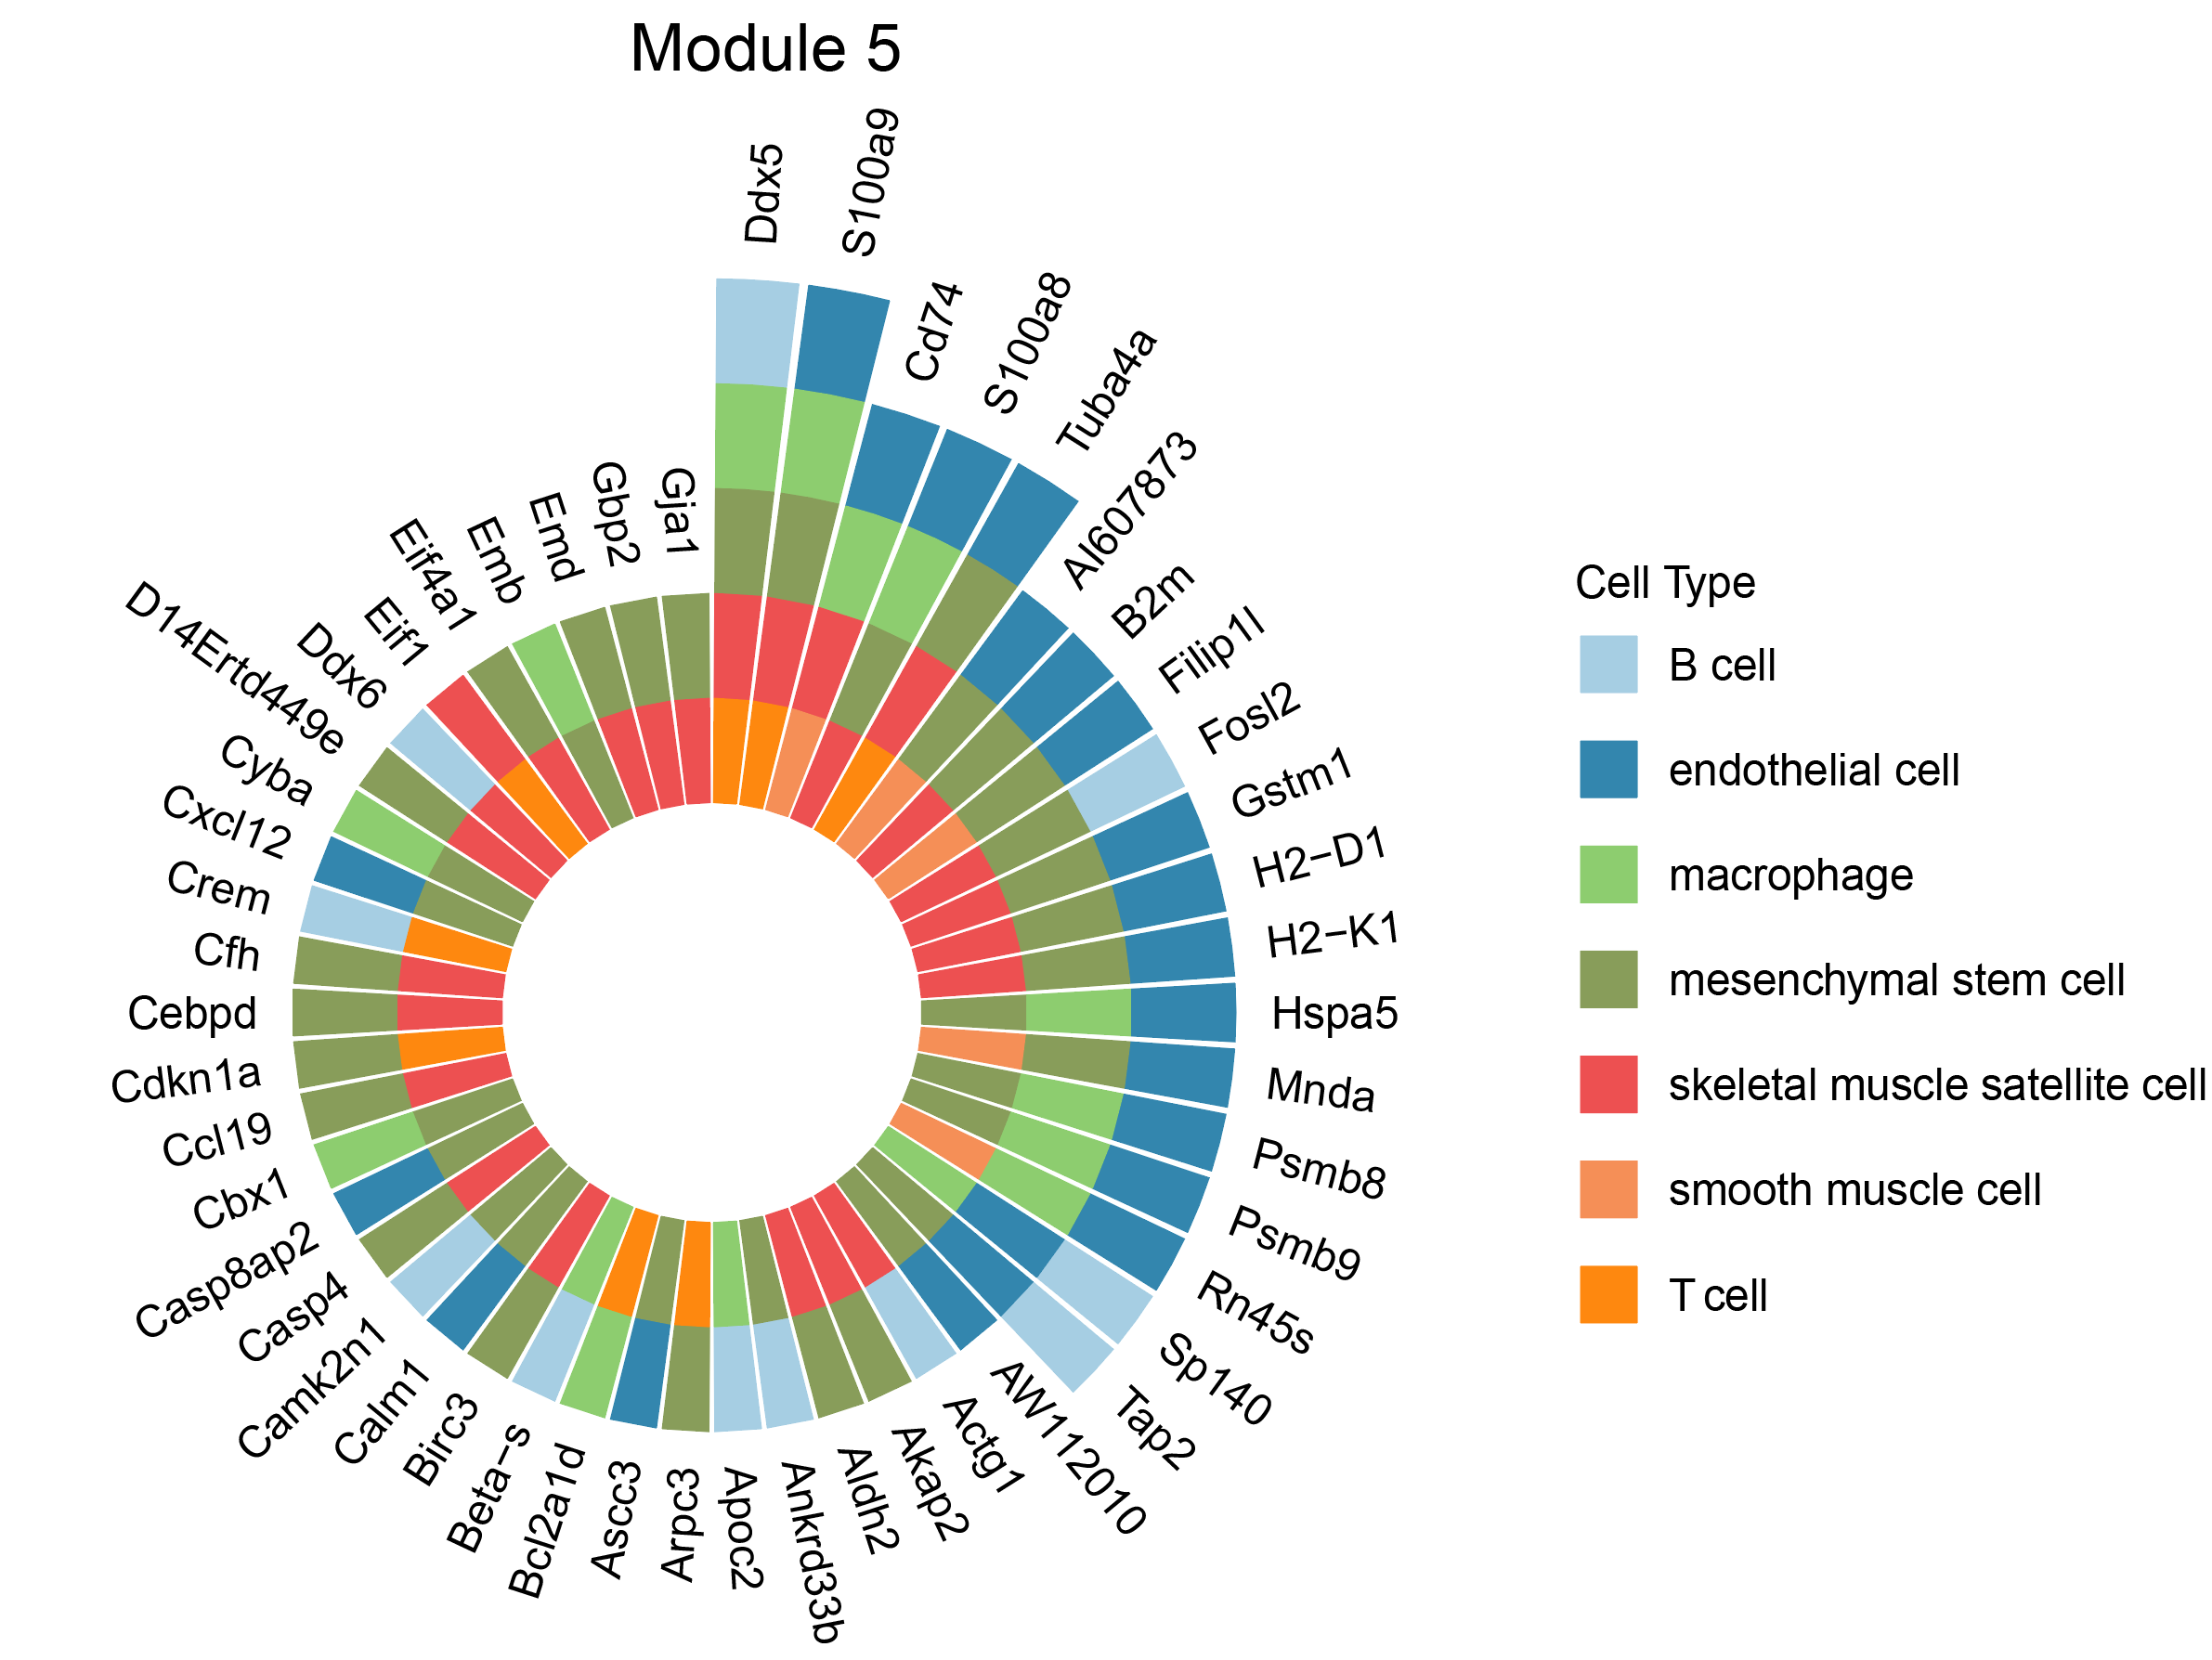 Module 5
Ddx5
S100a9
Cd74
S100a8
Tuba4a
AI607873
B2m
Filip1l
Fosl2
Gstm1
H2−D1
H2−K1
Hspa5
Mnda
Psmb8
Psmb9
Rn45s
Sp140
Tap2
AW112010
Actg1
Akap2
Aldh2
Ankrd33b
Apoc2
Arpc3
Ascc3
Bcl2a1d
Beta−s
Birc3
Calm1
Camk2n1
Casp4
Casp8ap2
Cbx1
Ccl19
Cdkn1a
Cebpd
Cfh
Crem
Cxcl12
Cyba
D14Ertd449e
Ddx6
Eif1
Eif4a1
Emb
Emd
Gbp2
Gja1
Cell Type
B cell
endothelial cell
macrophage
mesenchymal stem cell
skeletal muscle satellite cell
smooth muscle cell
T cell